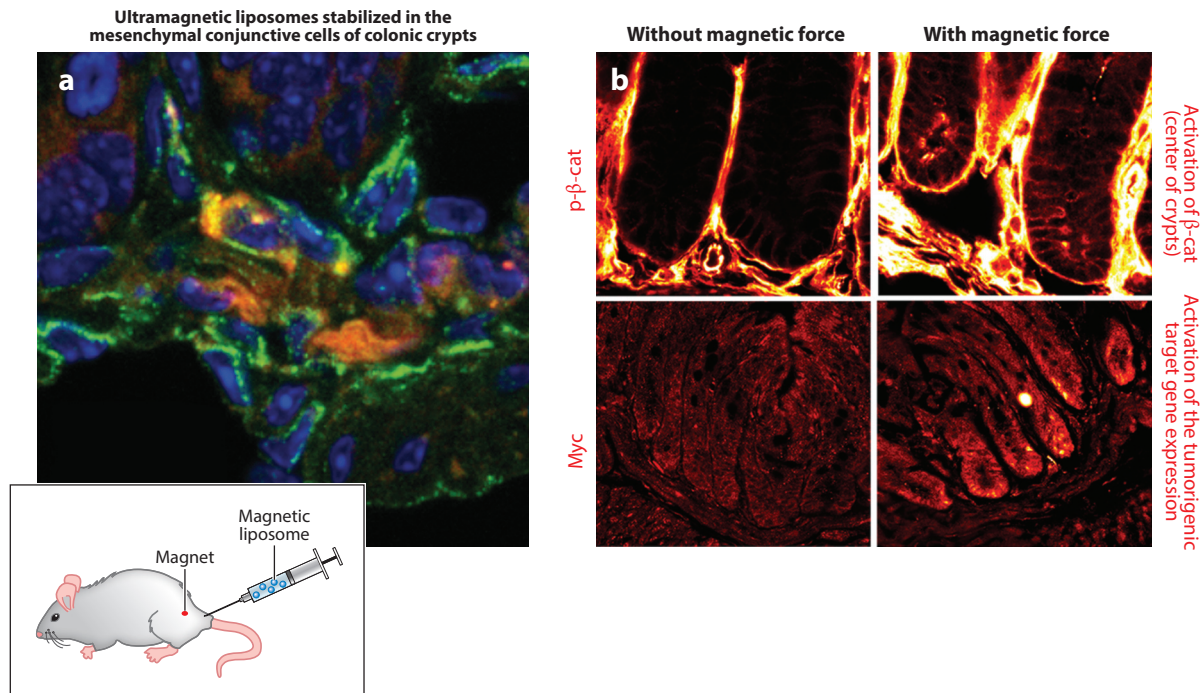 Ultramagnetic liposomes stabilized in the
mesenchymal conjunctive cells of colonic crypts
a
Magnetic
liposome
Magnet
Without magnetic force
With magnetic force
b
p-β-cat
Activation of β-cat
(center of crypts)
Myc
Activation of the tumorigenic
target gene expression